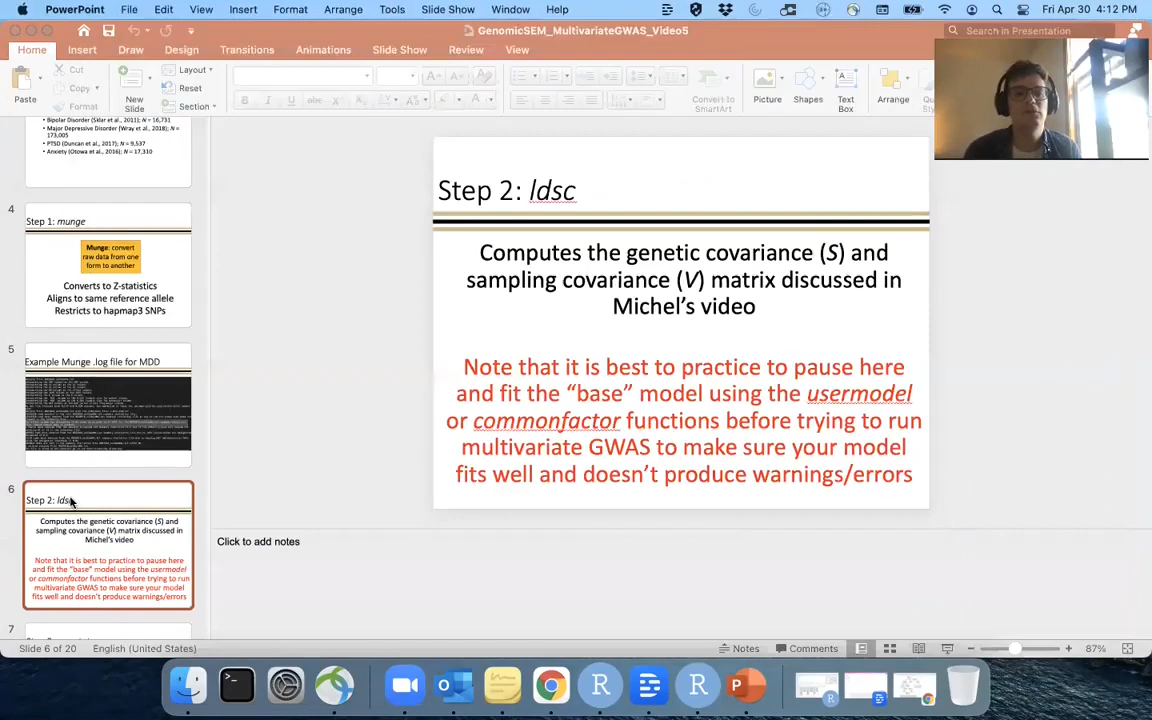 PowerPoint File Edit View Insert Format Arrange Tools Slide Show Window Help Fri Apr 30 4:12 PM
GenomicSEM_MultivariateGWAS_Video5
Search in Presentation
Home Insert Draw Design Transitions Animations Slide Show Review View
Paste
Cut
Copy
Format
New
Slide
Layout
Reset
Section
Convert to
SmartArt
Picture
Shapes
Text
Box
Arrange
Bipolar Disorder (Sklar et al., 2011); N = 16,731
Major Depressive Disorder (Wray et al., 2018); N =
173,005
PTSD (Duncan et al., 2017); N = 9,537
Anxiety (Otowa et al., 2016); N = 17,310
4
Step 1: munge
Munge: convert
raw data from one
form to another
Converts to Z-statistics
Aligns to same reference allele
Restricts to hapmap3 SNPs
5
Example Munge .log file for MDD
6
Step 2: ldsc
Computes the genetic covariance (S) and
sampling covariance (V) matrix discussed in
Michel's video
Note that it is best to practice to pause here
and fit the "base" model using the usermodel
or commonfactor functions before trying to run
multivariate GWAS to make sure your model
fits well and doesn't produce warnings/errors
7
Step 2: ldsc
Computes the genetic covariance (S) and
sampling covariance (V) matrix discussed in
Michel's video
Note that it is best to practice to pause here
and fit the "base" model using the usermodel
or commonfactor functions before trying to run
multivariate GWAS to make sure your model
fits well and doesn't produce warnings/errors
Click to add notes
Slide 6 of 20 English (United States) Notes Comments 87%